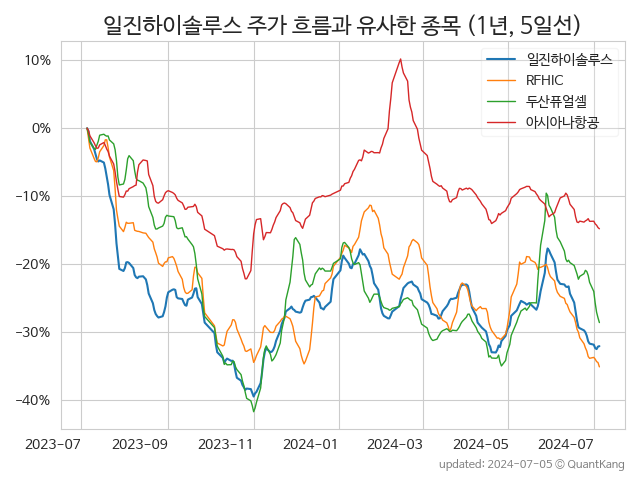 일진하이솔루스 주가 흐름과 유사한 종목 (1년, 5일선)
일진하이솔루스
RFHIC
두산퓨얼셀
아시아나항공
10%
0%
−10%
−20%
−30%
−40%
2023−07 2023−09 2023−11 2024−01 2024−03 2024−05 2024−07
updated: 2024-07-05 © QuantKang